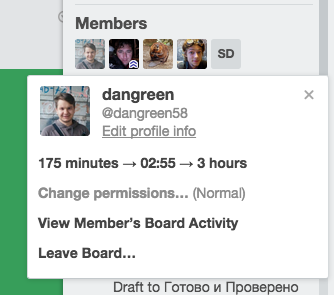 Members
SD
dangreen
@dangreen58
Edit profile info
175 minutes → 02:55 → 3 hours
Change permissions... (Normal)
View Member's Board Activity
Leave Board...
Draft to Готово и Проверено